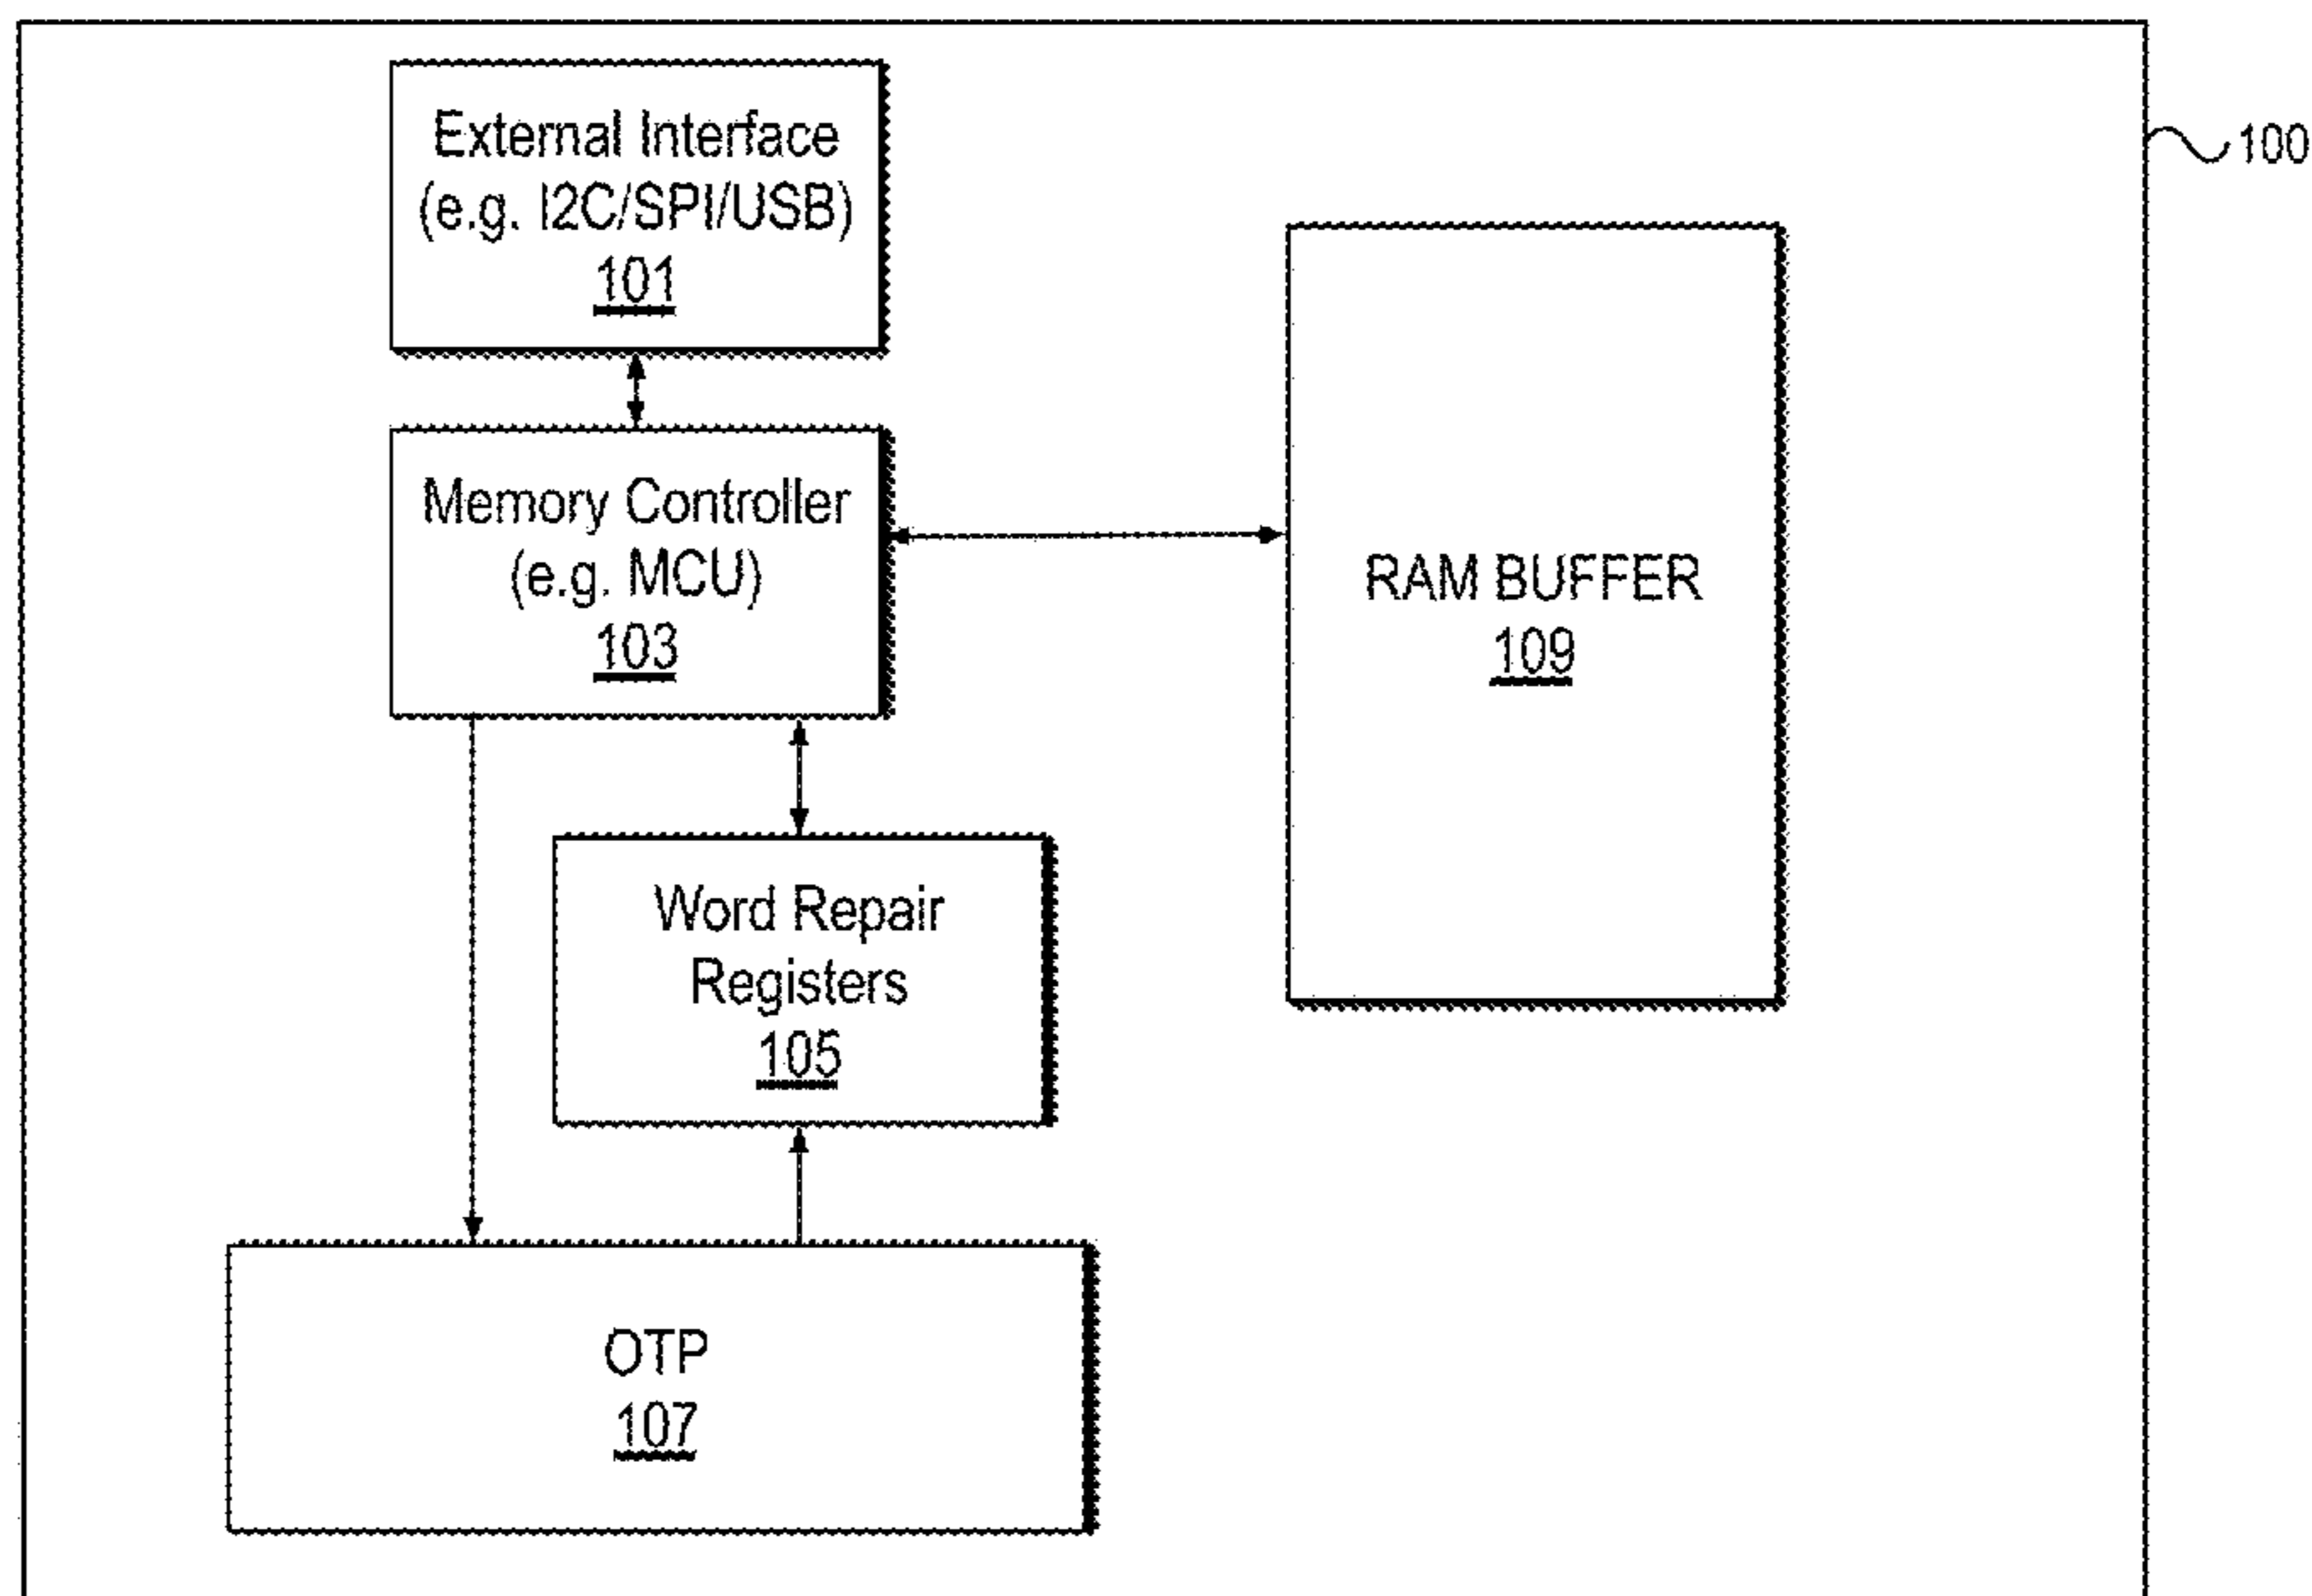 External Interface
(e.g. I2C/SPI/USB)
101
100
Memory Controller
(e.g. MCU)
103
RAM BUFFER
109
Word Repair
Registers
105
OTP
107